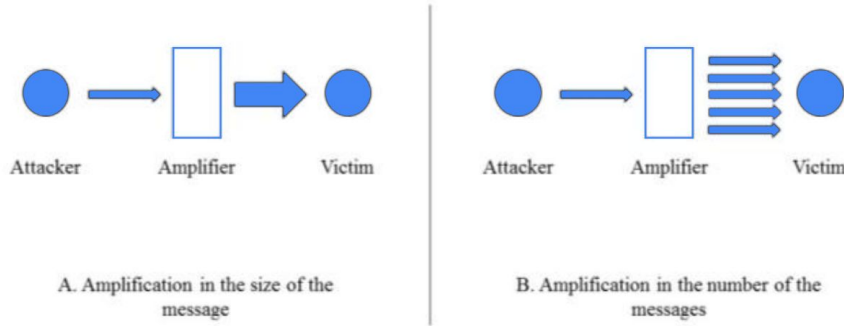 Attacker
Amplifier
Victim
A. Amplification in the size of the
message
Attacker
Amplifier
Victim
B. Amplification in the number of the
messages